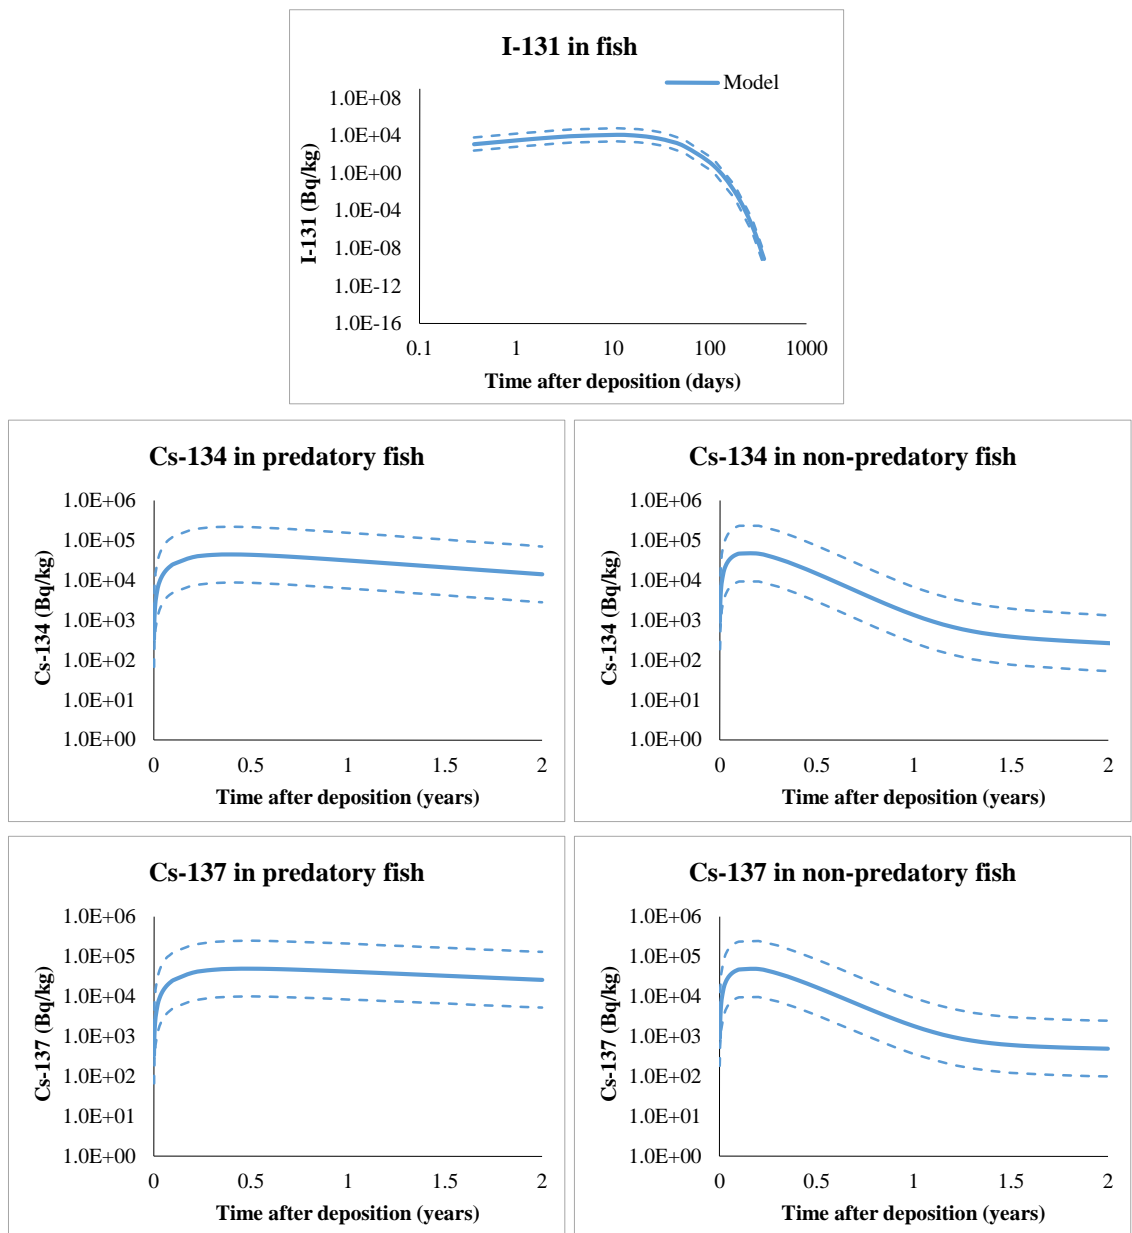 I-131 in fish
Model
I-131 (Bq/kg)
1.0E+08
1.0E+04
1.0E+00
1.0E-04
1.0E-08
1.0E-12
1.0E-16
0.1 1 10 100 1000
Time after deposition (days)
Cs-134 in predatory fish
Cs-134 (Bq/kg)
1.0E+06
1.0E+05
1.0E+04
1.0E+03
1.0E+02
1.0E+01
1.0E+00
0 0.5 1 1.5 2
Time after deposition (years)
Cs-134 in non-predatory fish
Cs-134 (Bq/kg)
1.0E+06
1.0E+05
1.0E+04
1.0E+03
1.0E+02
1.0E+01
1.0E+00
0 0.5 1 1.5 2
Time after deposition (years)
Cs-137 in predatory fish
Cs-137 (Bq/kg)
1.0E+06
1.0E+05
1.0E+04
1.0E+03
1.0E+02
1.0E+01
1.0E+00
0 0.5 1 1.5 2
Time after deposition (years)
Cs-137 in non-predatory fish
Cs-137 (Bq/kg)
1.0E+06
1.0E+05
1.0E+04
1.0E+03
1.0E+02
1.0E+01
1.0E+00
0 0.5 1 1.5 2
Time after deposition (years)